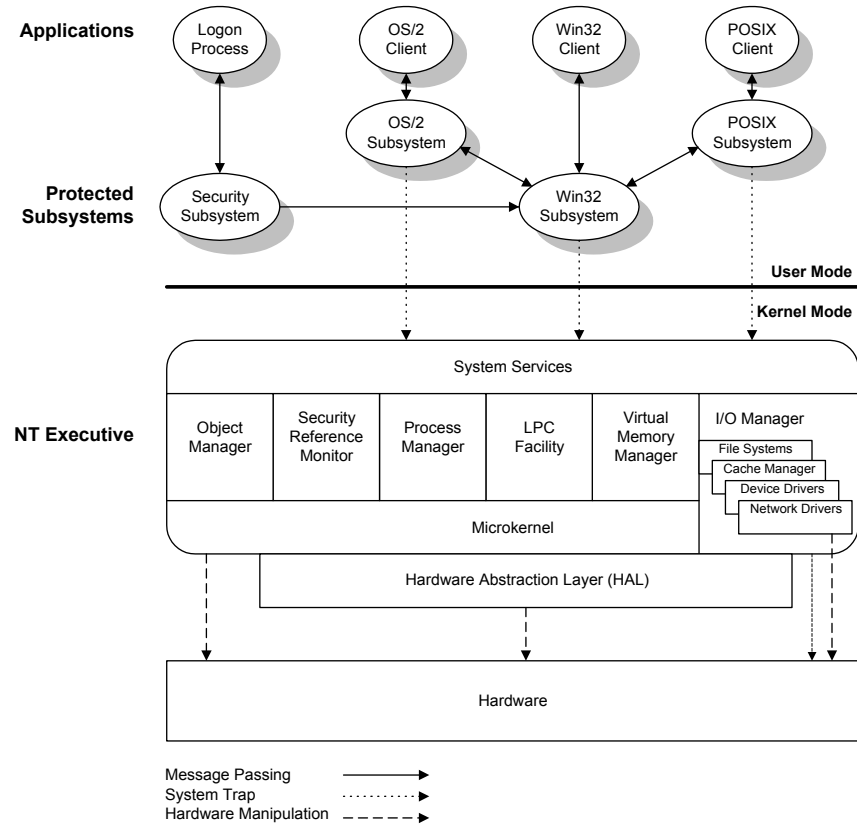 Applications
Logon
Process
OS/2
Client
Win32
Client
POSIX
Client
OS/2
Subsystem
POSIX
Subsystem
Protected
Subsystems
Security
Subsystem
Win32
Subsystem
User Mode
Kernel Mode
System Services
NT Executive
Object
Manager
Security
Reference
Monitor
Process
Manager
LPC
Facility
Virtual
Memory
Manager
I/O Manager
File Systems
Cache Manager
Device Drivers
Network Drivers
Microkernel
Hardware Abstraction Layer (HAL)
Hardware
Message Passing
System Trap
Hardware Manipulation